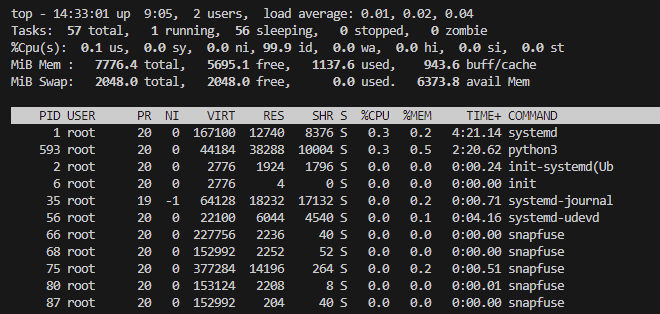 top - 14:33:01 up  9:05,  2 users,  load average: 0.01, 0.02, 0.04
Tasks:  57 total,   1 running,  56 sleeping,   0 stopped,   0 zombie
%Cpu(s):  0.1 us,  0.0 sy,  0.0 ni, 99.9 id,  0.0 wa,  0.0 hi,  0.0 si,  0.0 st
MiB Mem :   7776.4 total,   5695.1 free,   1137.6 used,    943.6 buff/cache
MiB Swap:   2048.0 total,   2048.0 free,      0.0 used.   6373.8 avail Mem
PID USER      PR  NI    VIRT    RES    SHR S  %CPU  %MEM     TIME+ COMMAND
1 root      20   0  167100  12740   8376 S   0.3   0.2   4:21.14 systemd
593 root      20   0   44184  38288  10004 S   0.3   0.5   2:20.62 python3
2 root      20   0    2776   1924   1796 S   0.0   0.0   0:00.24 init-systemd(Ub
6 root      20   0    2776      4      0 S   0.0   0.0   0:00.00 init
35 root      19  -1   64128  18232  17132 S   0.0   0.2   0:00.71 systemd-journal
56 root      20   0   22100   6044   4540 S   0.0   0.1   0:04.16 systemd-udevd
66 root      20   0  227756   2236     40 S   0.0   0.0   0:00.00 snapfuse
68 root      20   0  152992   2252     52 S   0.0   0.0   0:00.00 snapfuse
75 root      20   0  377284  14196    264 S   0.0   0.2   0:00.51 snapfuse
80 root      20   0  153124   2208      8 S   0.0   0.0   0:00.01 snapfuse
87 root      20   0  152992    204     40 S   0.0   0.0   0:00.00 snapfuse